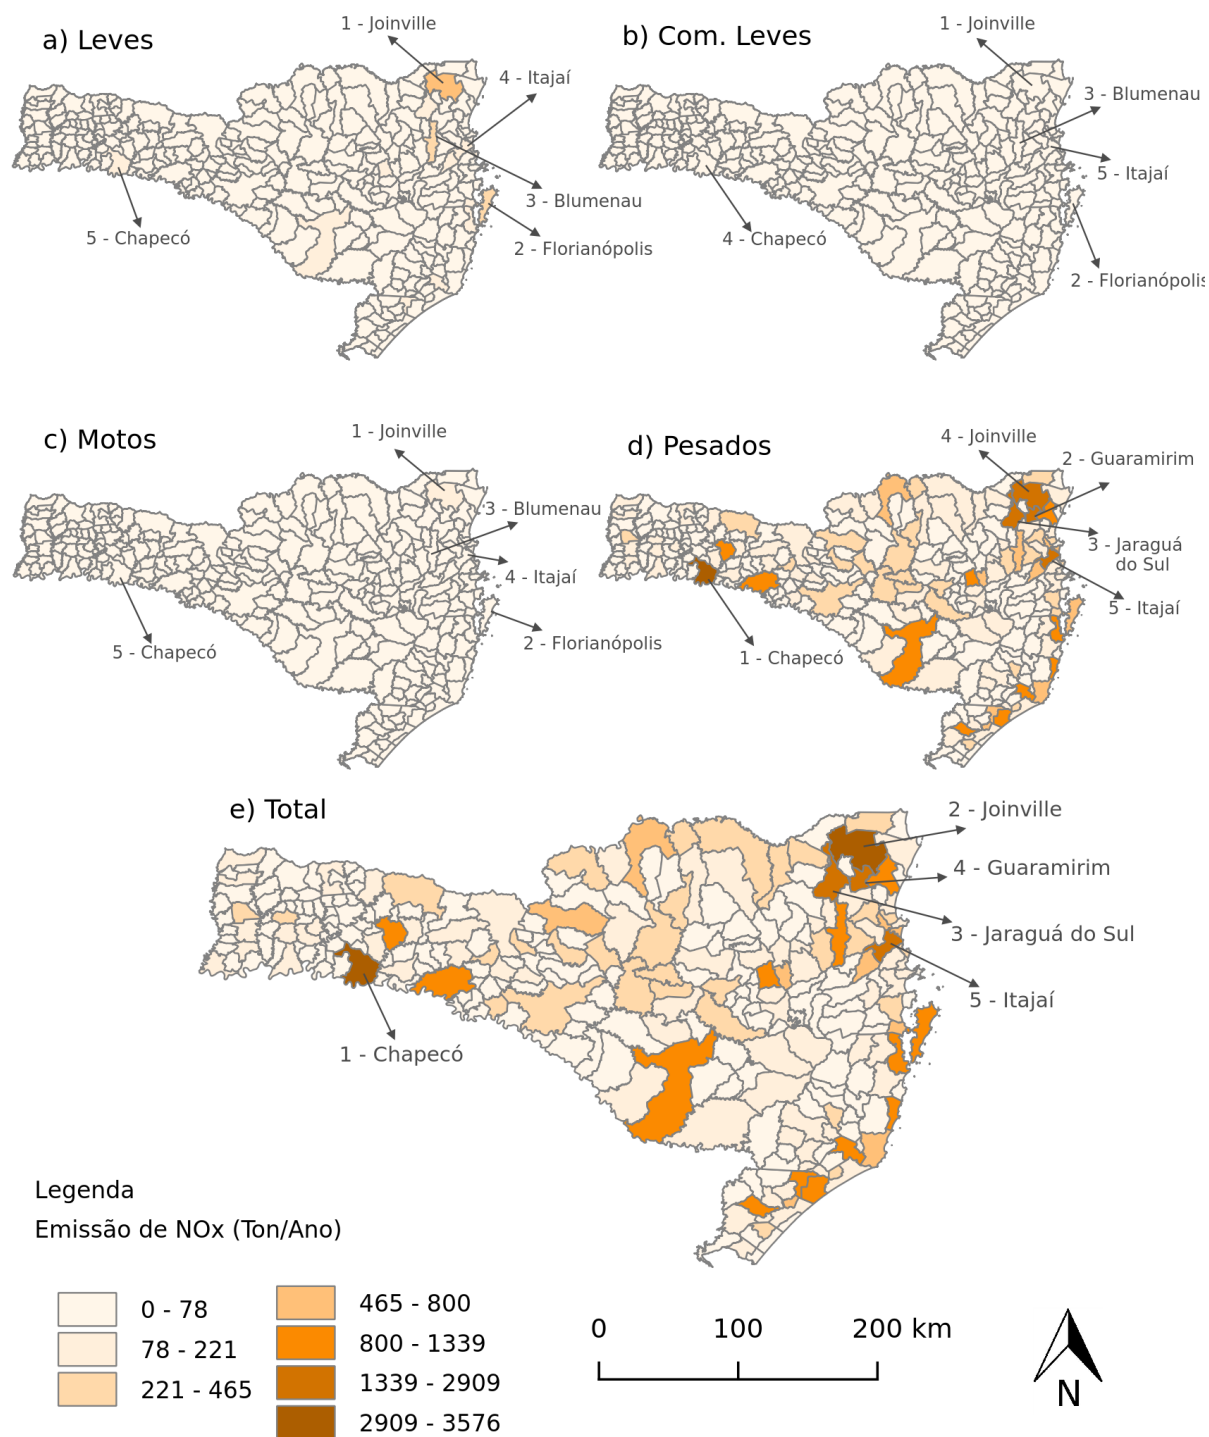 a) Leves
1 - Joinville
4 - Itajaí
3 - Blumenau
2 - Florianópolis
5 - Chapecó
b) Com. Leves
1 - Joinville
3 - Blumenau
5 - Itajaí
4 - Chapecó
2 - Florianópolis
c) Motos
1 - Joinville
3 - Blumenau
4 - Itajaí
2 - Florianópolis
5 - Chapecó
d) Pesados
4 - Joinville
2 - Guaramirim
3 - Jaraguá
do Sul
5 - Itajaí
1 - Chapecó
e) Total
2 - Joinville
4 - Guaramirim
3 - Jaraguá do Sul
5 - Itajaí
1 - Chapecó
Legenda
Emissão de NOx (Ton/Ano)
0 - 78
78 - 221
221 - 465
465 - 800
800 - 1339
1339 - 2909
2909 - 3576
0 100 200 km
N